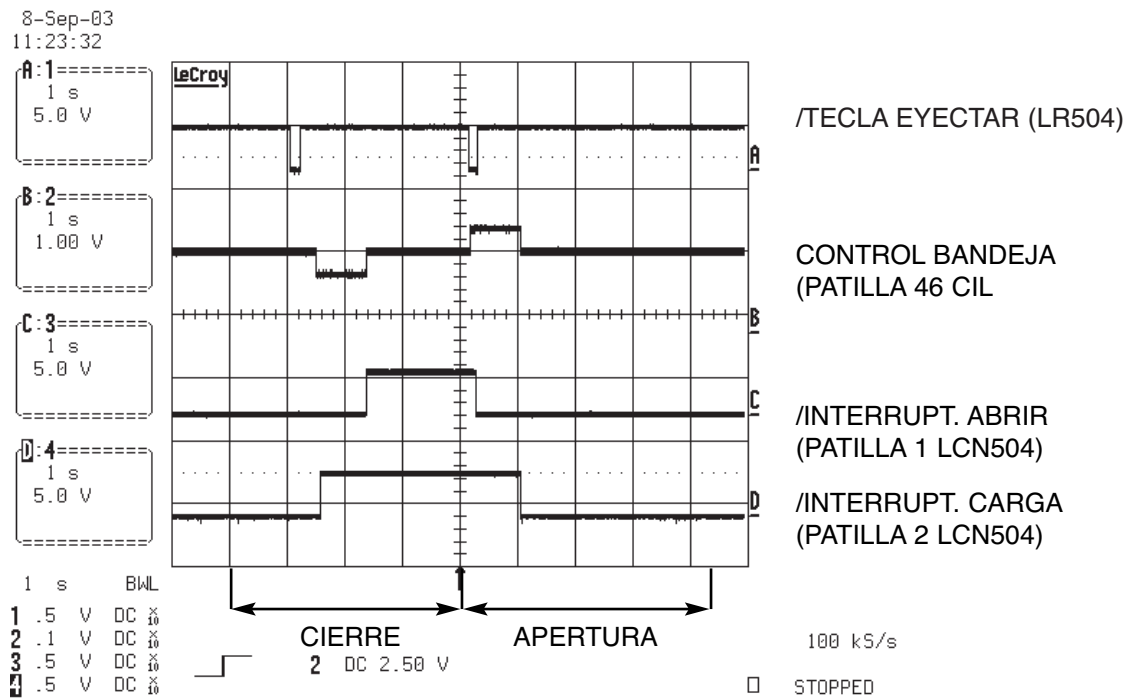 8-Sep-03
11:23:32
A:1
1 s
5.0 V
LeCroy
/TECLA EYECTAR (LR504)
A
B:2
1 s
1.00 V
CONTROL BANDEJA
(PATILLA 46 CIL
B
C:3
1 s
5.0 V
C
/INTERRUPT. ABRIR
(PATILLA 1 LCN504)
D:4
1 s
5.0 V
D
/INTERRUPT. CARGA
(PATILLA 2 LCN504)
1 s BWL
1 .5 V DC X10
2 .1 V DC X10
3 .5 V DC X10
4 .5 V DC X10
CIERRE APERTURA
2 DC 2.50 V
100 kS/s
STOPPED